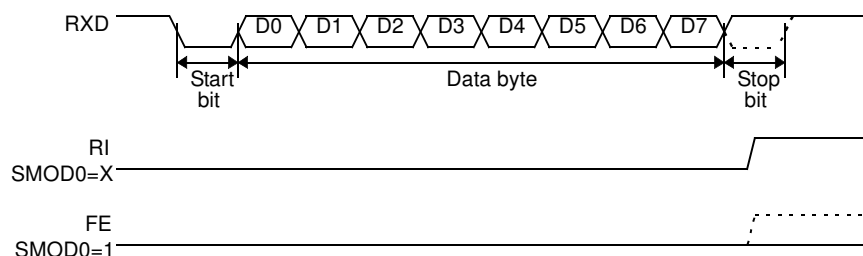 RXD D0 D1 D2 D3 D4 D5 D6 D7
Start Data byte Stop
bit bit
RI
SMOD0=X
FE
SMOD0=1